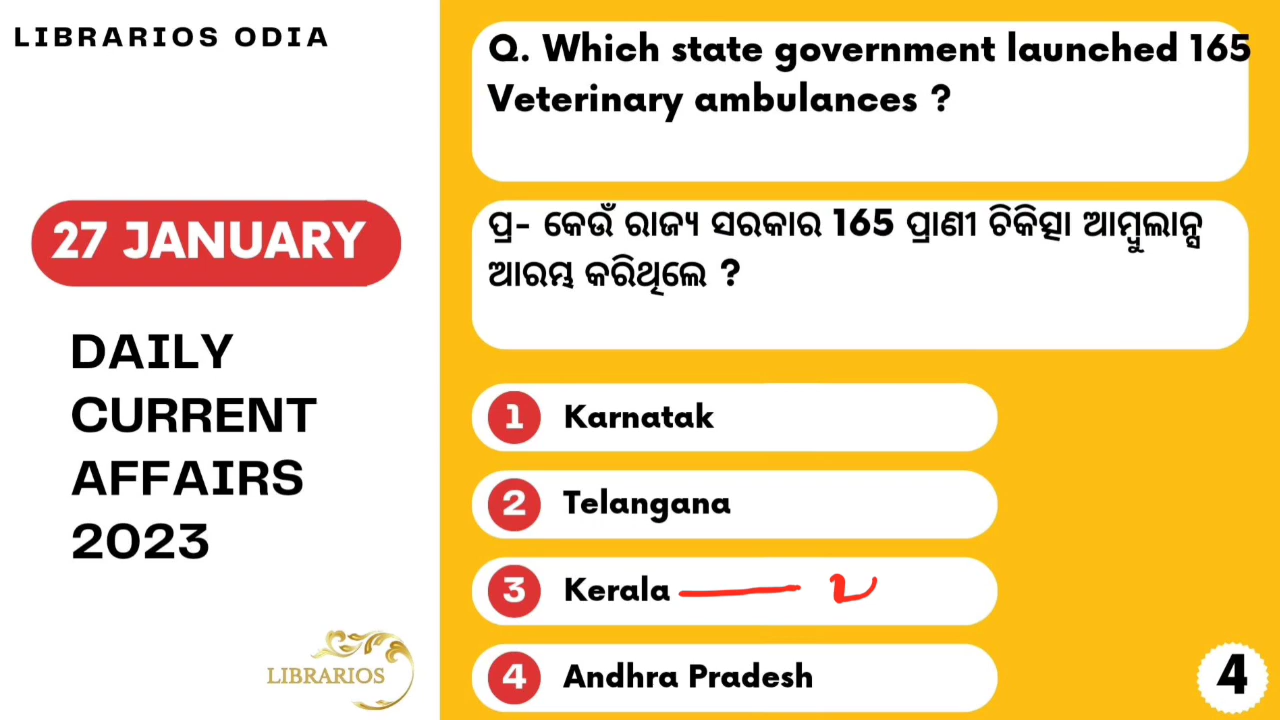 LIBRARIOS ODIA
27 JANUARY
DAILY
CURRENT
AFFAIRS
2023
LIBRARIOS
Q. Which state government launched 165
Veterinary ambulances ?
ପ୍ର- କେଉଁ ରାଜ୍ୟ ସରକାର 165 ପ୍ରାଣୀ ଚିକିତ୍ସା ଆମ୍ବୁଲାନ୍ସ
ଆରମ୍ଭ କରିଥିଲେ ?
1 Karnatak
2 Telangana
3 Kerala
4 Andhra Pradesh
4